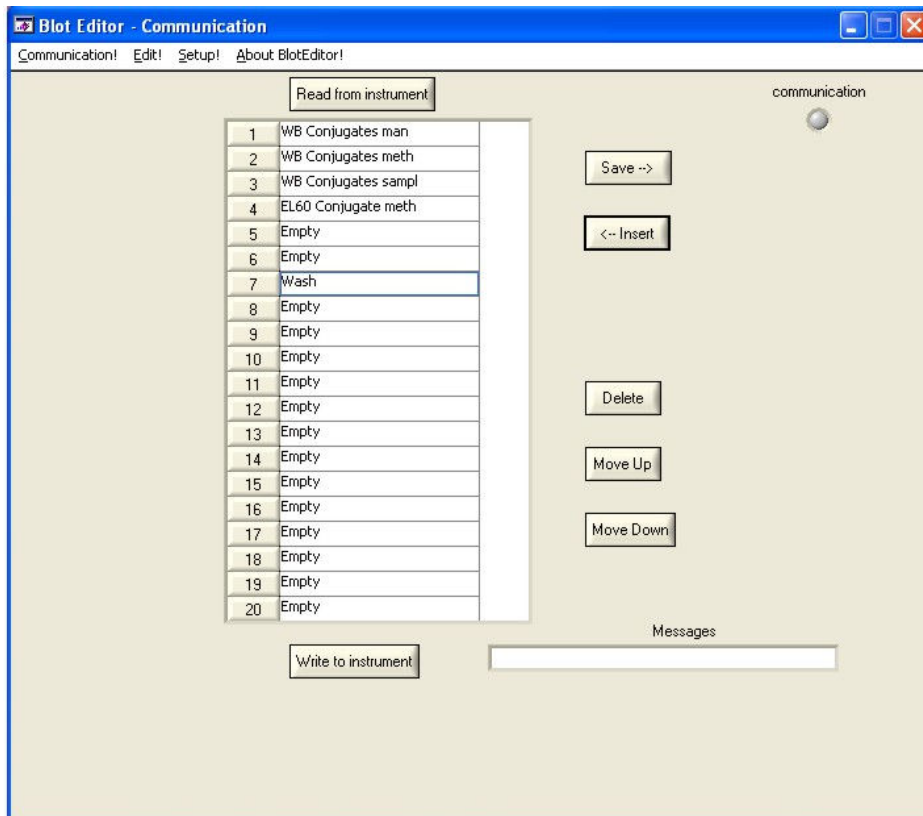 Blot Editor - Communication
Communication! Edit! Setup! About BlotEditor!
Read from instrument
communication
1 WB Conjugates man
2 WB Conjugates meth
3 WB Conjugates sampl
4 EL60 Conjugate meth
5 Empty
6 Empty
7 Wash
8 Empty
9 Empty
10 Empty
11 Empty
12 Empty
13 Empty
14 Empty
15 Empty
16 Empty
17 Empty
18 Empty
19 Empty
20 Empty
Save -->
<-- Insert
Delete
Move Up
Move Down
Messages
Write to instrument